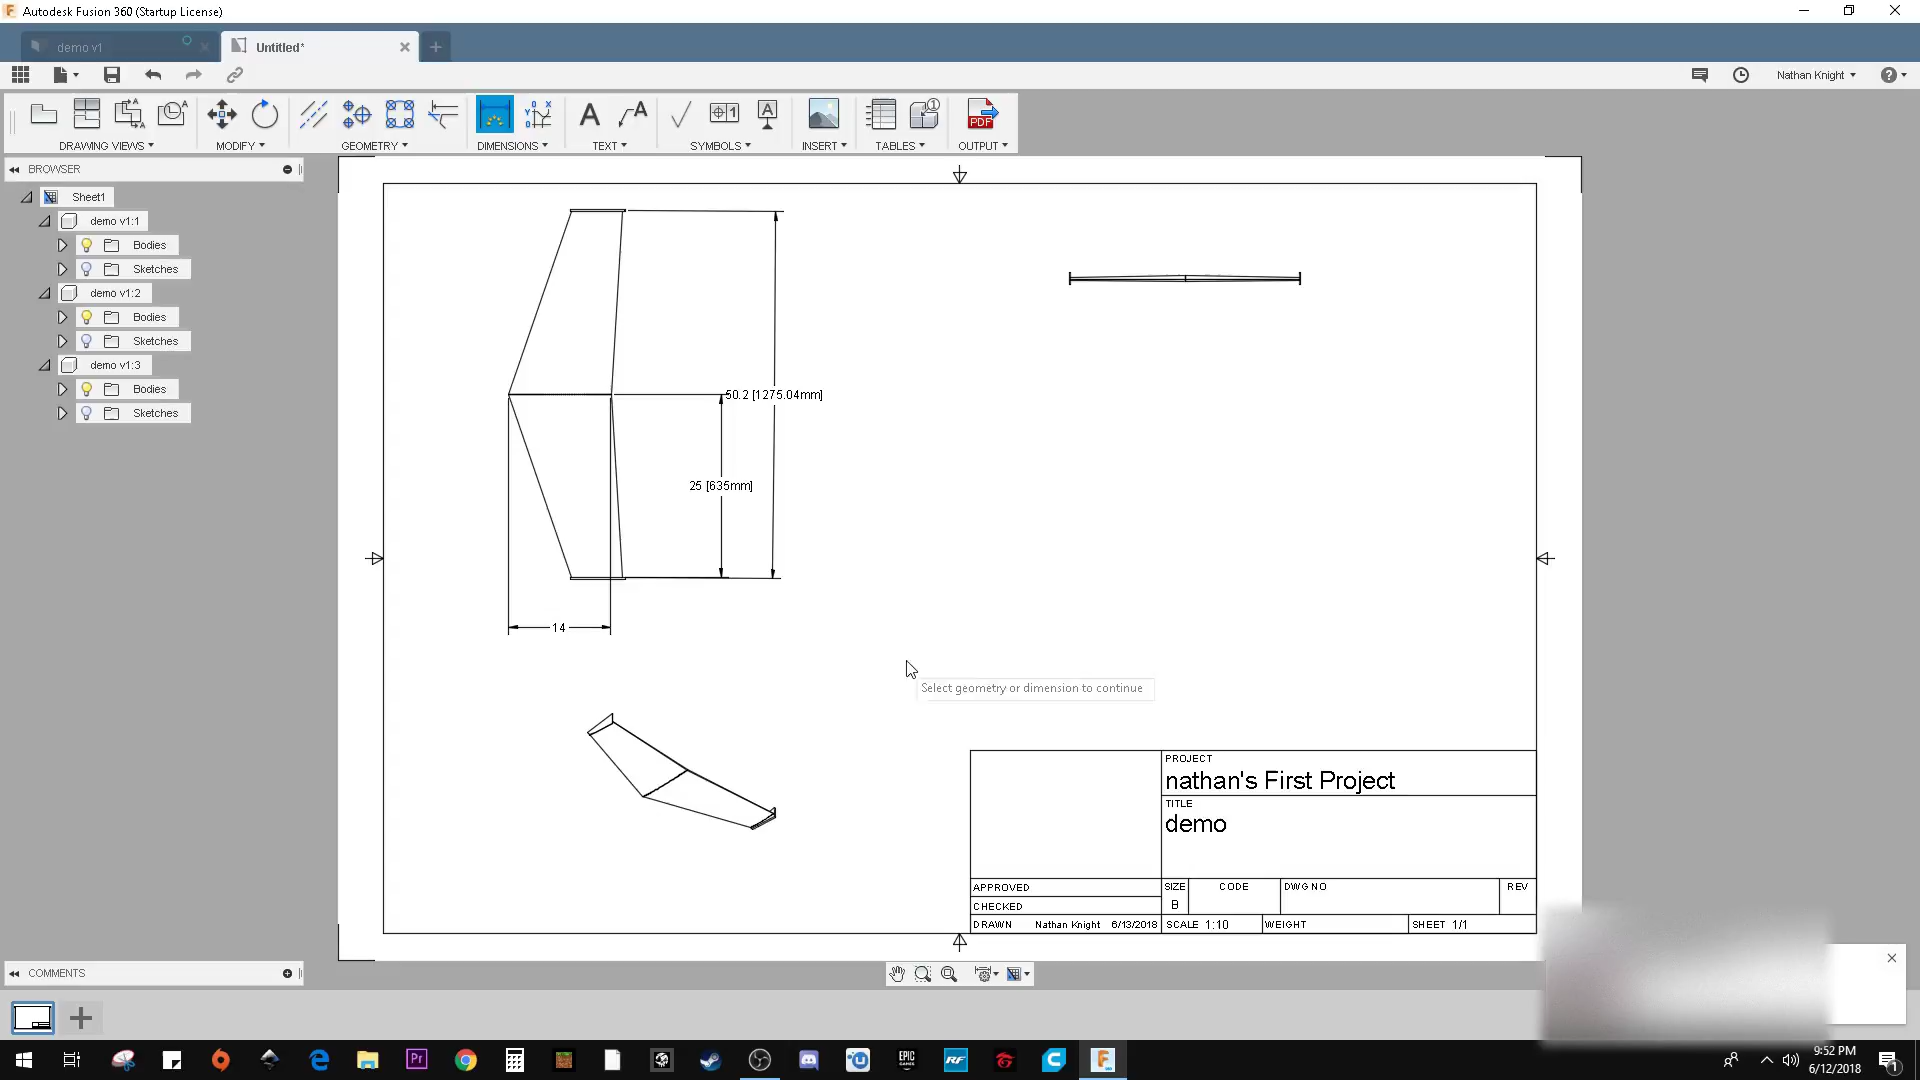 Autodesk Fusion 360 (Startup License)
demo v1
Untitled*
Nathan Knight
DRAWING VIEWS
MODIFY
GEOMETRY
DIMENSIONS
TEXT
SYMBOLS
INSERT
TABLES
OUTPUT
BROWSER
Sheet1
demo v1:1
Bodies
Sketches
demo v1:2
Bodies
Sketches
demo v1:3
Bodies
Sketches
50.2 [1275.04mm]
25 [635mm]
14
Select geometry or dimension to continue
PROJECT
nathan's First Project
TITLE
demo
APPROVED
CHECKED
DRAWN Nathan Knight 6/13/2018
SIZE
B
CODE
DWG NO
REV
SCALE 1:10
WEIGHT
SHEET 1/1
COMMENTS
9:52 PM
6/12/2018